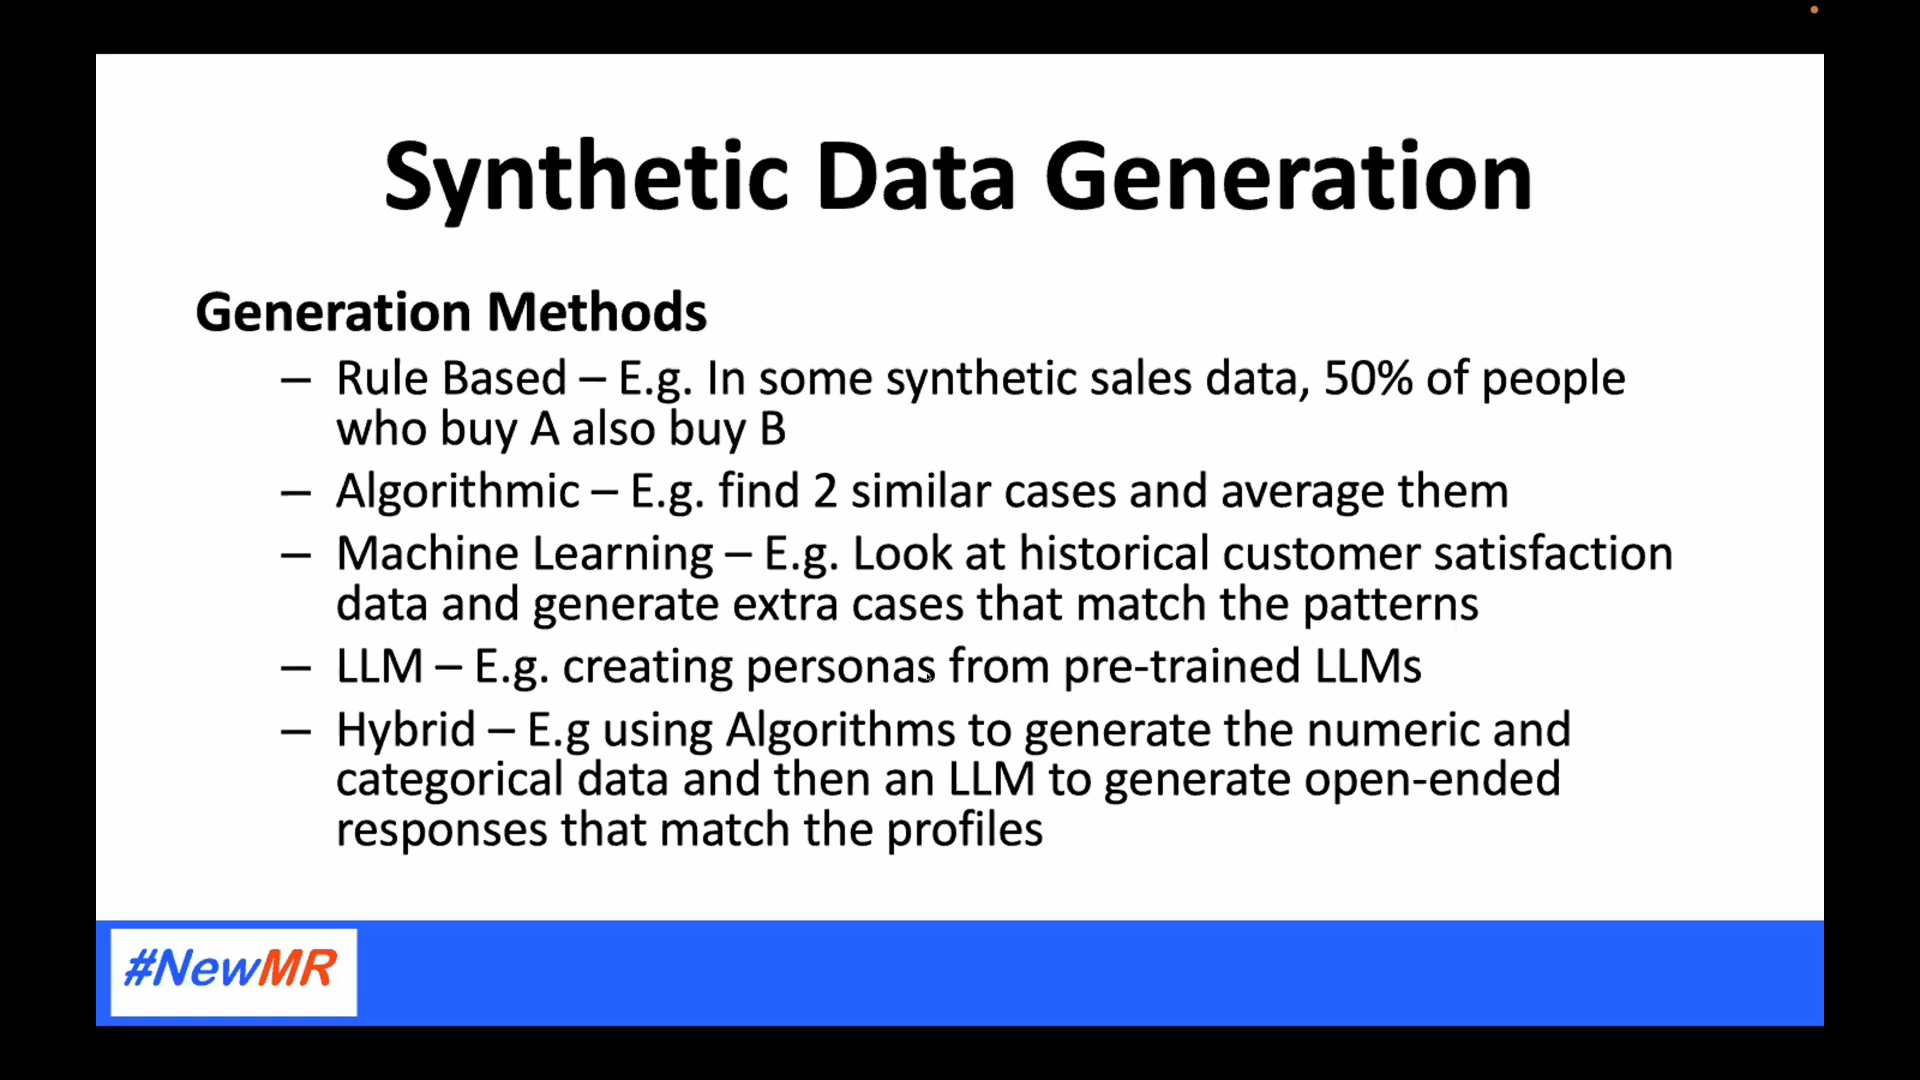 Synthetic Data Generation
Generation Methods
– Rule Based – E.g. In some synthetic sales data, 50% of people
who buy A also buy B
– Algorithmic – E.g. find 2 similar cases and average them
– Machine Learning – E.g. Look at historical customer satisfaction
data and generate extra cases that match the patterns
– LLM – E.g. creating personas from pre-trained LLMs
– Hybrid – E.g using Algorithms to generate the numeric and
categorical data and then an LLM to generate open-ended
responses that match the profiles
#NewMR